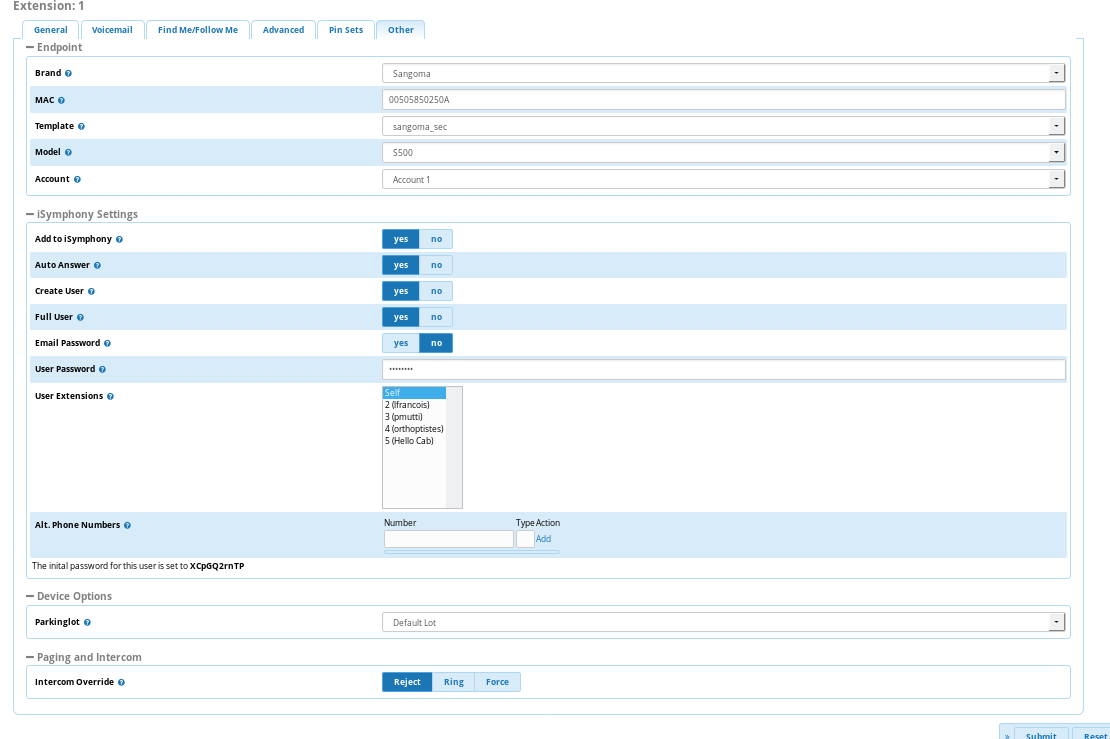 Extension: 1
General Voicemail Find Me/Follow Me Advanced Pin Sets Other
Endpoint
Brand Sangoma
MAC 00505850250A
Template sangoma_sec
Model S500
Account Account 1
iSymphony Settings
Add to iSymphony yes no
Auto Answer yes no
Create User yes no
Full User yes no
Email Password yes no
User Password ••••••••
User Extensions Self
2 (lfrancois)
3 (pmutti)
4 (orthoptistes)
5 (Hello Cab)
Alt. Phone Numbers Number Type Action
Add
The inital password for this user is set to XCpGQ2rnTP
Device Options
Parkinglot Default Lot
Paging and Intercom
Intercom Override Reject Ring Force
» Submit Reset